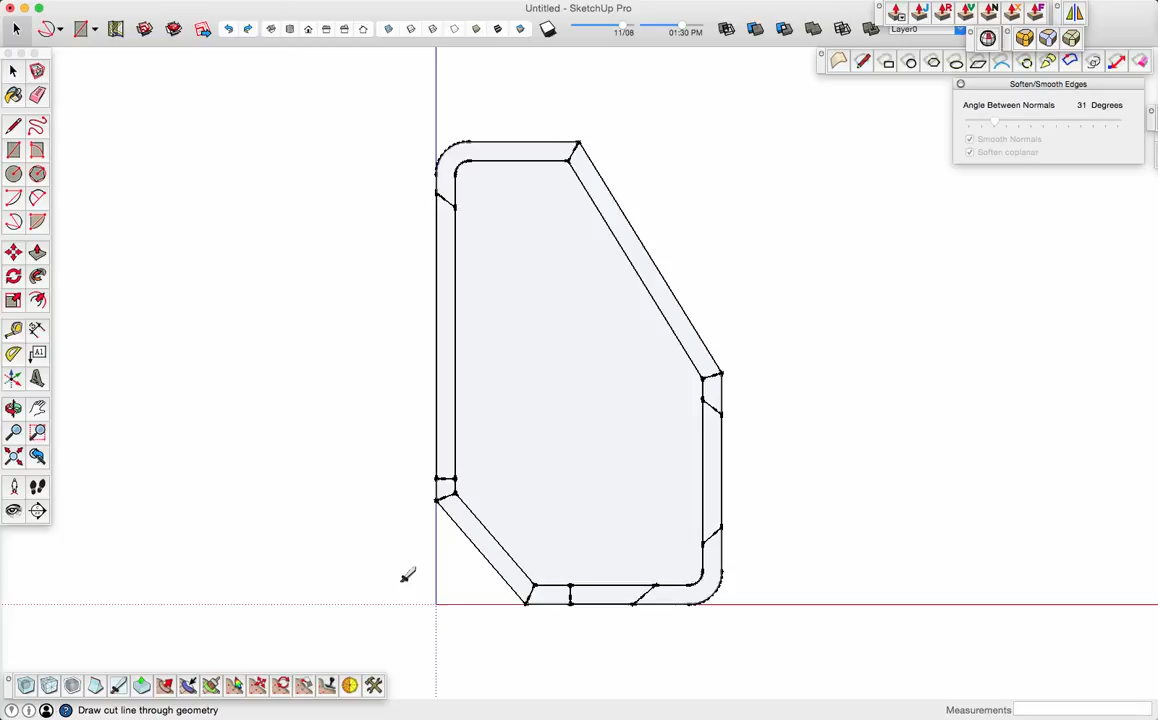 Untitled - SketchUp Pro
J R V N X F
11/08 01:30 PM Layer0
Soften/Smooth Edges
Angle Between Normals 31 Degrees
Smooth Normals
Soften coplanar
A1
Draw cut line through geometry
Measurements